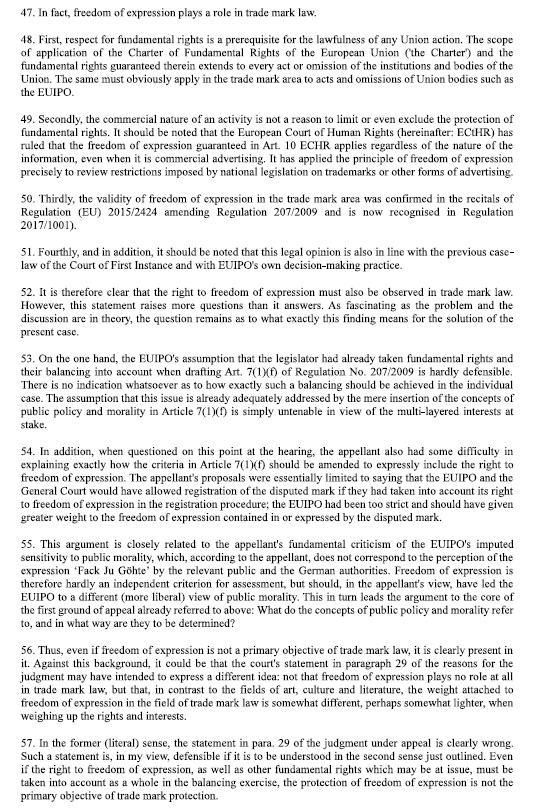 47. In fact, freedom of expression plays a role in trade mark law.
48. First, respect for fundamental rights is a prerequisite for the lawfulness of any Union action. The scope
of application of the Charter of Fundamental Rights of the European Union ('the Charter') and the
fundamental rights guaranteed therein extends to every act or omission of the institutions and bodies of the
Union. The same must obviously apply in the trade mark area to acts and omissions of Union bodies such as
the EUIPO.
49. Secondly, the commercial nature of an activity is not a reason to limit or even exclude the protection of
fundamental rights. It should be noted that the European Court of Human Rights (hereinafter: ECtHR) has
ruled that the freedom of expression guaranteed in Art. 10 ECHR applies regardless of the nature of the
information, even when it is commercial advertising. It has applied the principle of freedom of expression
precisely to review restrictions imposed by national legislation on trademarks or other forms of advertising.
50. Thirdly, the validity of freedom of expression in the trade mark area was confirmed in the recitals of
Regulation (EU) 2015/2424 amending Regulation 207/2009 and is now recognised in Regulation
2017/1001).
51. Fourthly, and in addition, it should be noted that this legal opinion is also in line with the previous case-
law of the Court of First Instance and with EUIPO's own decision-making practice.
52. It is therefore clear that the right to freedom of expression must also be observed in trade mark law.
However, this statement raises more questions than it answers. As fascinating as the problem and the
discussion are in theory, the question remains as to what exactly this finding means for the solution of the
present case.
53. On the one hand, the EUIPO's assumption that the legislator had already taken fundamental rights and
their balancing into account when drafting Art. 7(1)(f) of Regulation No. 207/2009 is hardly defensible.
There is no indication whatsoever as to how exactly such a balancing should be achieved in the individual
case. The assumption that this issue is already adequately addressed by the mere insertion of the concepts of
public policy and morality in Article 7(1)(f) is simply untenable in view of the multi-layered interests at
stake.
54. In addition, when questioned on this point at the hearing, the appellant also had some difficulty in
explaining exactly how the criteria in Article 7(1)(f) should be amended to expressly include the right to
freedom of expression. The appellant's proposals were essentially limited to saying that the EUIPO and the
General Court would have allowed registration of the disputed mark if they had taken into account its right
to freedom of expression in the registration procedure; the EUIPO had been too strict and should have given
greater weight to the freedom of expression contained in or expressed by the disputed mark.
55. This argument is closely related to the appellant's fundamental criticism of the EUIPO's imputed
sensitivity to public morality, which, according to the appellant, does not correspond to the perception of the
expression 'Fack Ju Göhte' by the relevant public and the German authorities. Freedom of expression is
therefore hardly an independent criterion for assessment, but should, in the appellant's view, have led the
EUIPO to a different (more liberal) view of public morality. This in turn leads the argument to the core of
the first ground of appeal already referred to above: What do the concepts of public policy and morality refer
to, and in what way are they to be determined?
56. Thus, even if freedom of expression is not a primary objective of trade mark law, it is clearly present in
it. Against this background, it could be that the court's statement in paragraph 29 of the reasons for the
judgment may have intended to express a different idea: not that freedom of expression plays no role at all
in trade mark law, but that, in contrast to the fields of art, culture and literature, the weight attached to
freedom of expression in the field of trade mark law is somewhat different, perhaps somewhat lighter, when
weighing up the rights and interests.
57. In the former (literal) sense, the statement in para. 29 of the judgment under appeal is clearly wrong.
Such a statement is, in my view, defensible if it is to be understood in the second sense just outlined. Even
if the right to freedom of expression, as well as other fundamental rights which may be at issue, must be
taken into account as a whole in the balancing exercise, the protection of freedom of expression is not the
primary objective of trade mark protection.